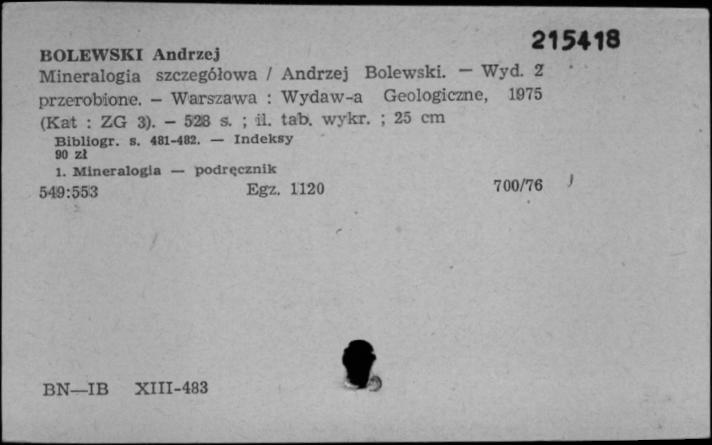 215418
BOLEWSKI Andrzej
Mineralogia szczegółowa / Andrzej Bolewski. — Wyd. 2
przerobione. — Warszawa : Wydaw-a Geologiczne, 1975
(Kat : ZG 3). — 528 s. ; il. tab. wykr. ; 25 cm
Bibliogr. s. 481-482. — Indeksy
90 zł
1. Mineralogia — podręcznik
549:553 Egz. 1120 700/76
BN—IB XIII-483